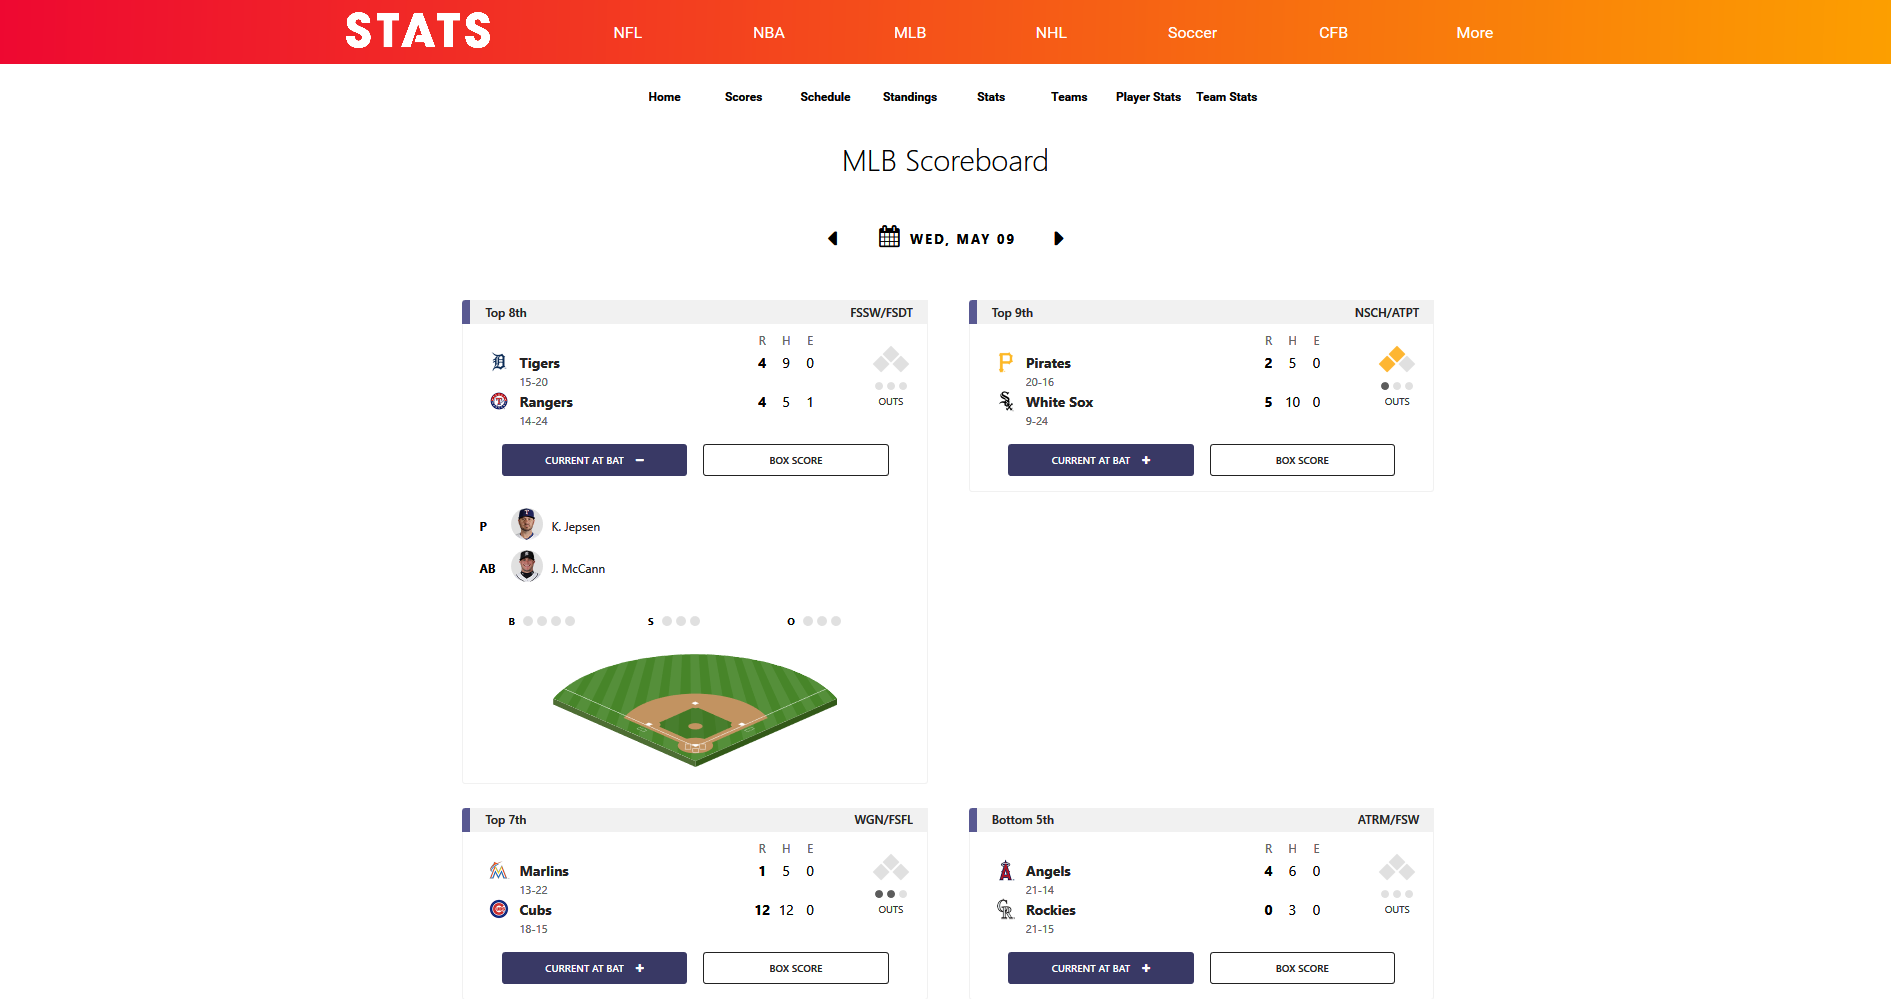 STATS NFL NBA MLB NHL Soccer CFB More
Home Scores Schedule Standings Stats Teams Player Stats Team Stats
MLB Scoreboard
WED, MAY 09
Top 8th FSSW/FSDT
R H E
Tigers 4 9 0
15-20
Rangers 4 5 1 OUTS
14-24
CURRENT AT BAT BOX SCORE
P K. Jepsen
AB J. McCann
B S O
Top 9th NSCH/ATPT
R H E
P Pirates 2 5 0
20-16
Sox White Sox 5 10 0 OUTS
9-24
CURRENT AT BAT + BOX SCORE
Top 7th WGN/FSFL
R H E
Marlins 1 5 0
13-22
Cubs 12 12 0 OUTS
18-15
CURRENT AT BAT + BOX SCORE
Bottom 5th ATRM/FSW
R H E
Angels 4 6 0
21-14
CR Rockies 0 3 0 OUTS
21-15
CURRENT AT BAT + BOX SCORE